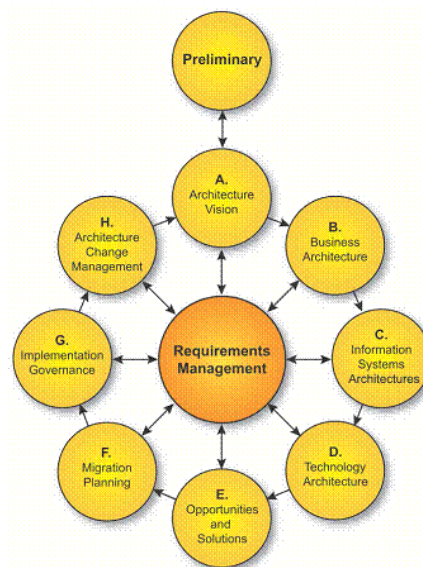 Preliminary
A.
Architecture
Vision
B.
Business
Architecture
C.
Information
Systems
Architectures
D.
Technology
Architecture
E.
Opportunities
and
Solutions
F.
Migration
Planning
G.
Implementation
Governance
H.
Architecture
Change
Management
Requirements
Management